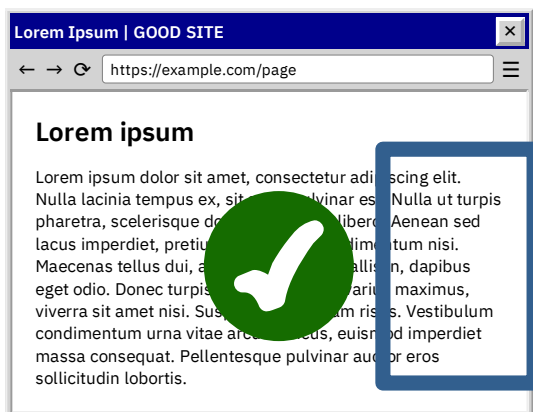 Lorem Ipsum | GOOD SITE
https://example.com/page
Lorem ipsum
Lorem ipsum dolor sit amet, consectetur adipiscing elit.
Nulla lacinia tempus ex, sit Nulla ut turpis
pharetra, scelerisque Aenean sed
lacus imperdiet, nisi.
Maecenas tellus dui, dapibus
eget odio. Donec turpis maximus,
viverra sit amet nisi. Vestibulum
condimentum urna vitae imperdiet
massa consequat. Pellentesque pulvinar auctor eros
sollicitudin lobortis.